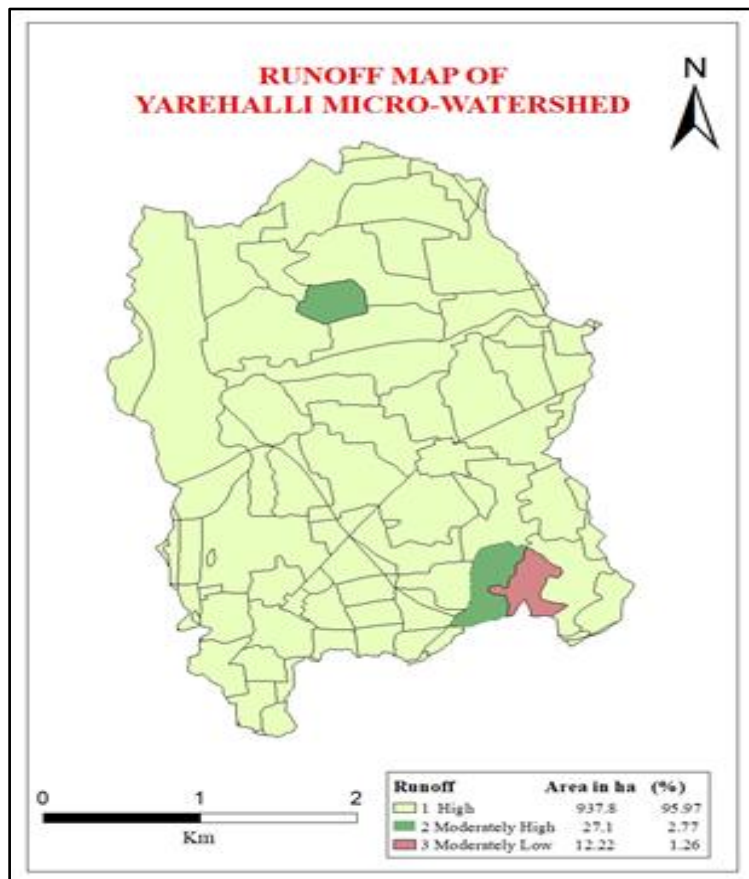 RUNOFF MAP OF
YAREHALLI MICRO-WATERSHED
N
0 1 2
Km
Runoff Area in ha (%)
1 High 937.8 95.97
2 Moderately High 27.1 2.77
3 Moderately Low 12.22 1.26